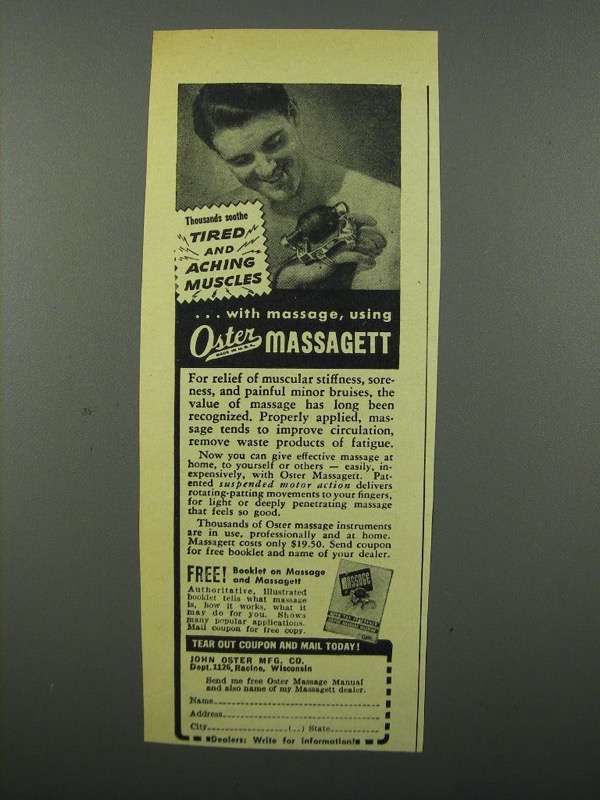 Thousands soothe
TIRED
AND
ACHING
MUSCLES
... with massage, using
Oster MASSAGETT
MADE IN U.S.A.
For relief of muscular stiffness, sore-
ness, and painful minor bruises, the
value of massage has long been
recognized. Properly applied, mas-
sage tends to improve circulation,
remove waste products of fatigue.
Now you can give effective massage at
home, to yourself or others — easily, in-
expensively, with Oster Massagett. Pat-
ented suspended motor action delivers
rotating-patting movements to your fingers,
for light or deeply penetrating massage
that feels so good.
Thousands of Oster massage instruments
are in use, professionally and at home.
Massagett costs only $19.50. Send coupon
for free booklet and name of your dealer.
FREE! Booklet on Massage
and Massagett
Authoritative, illustrated
booklet tells what massage
is, how it works, what it
may do for you. Shows
many popular applications.
Mail coupon for free copy.
MASSAGE
TEAR OUT COUPON AND MAIL TODAY!
JOHN OSTER MFG. CO.
Dept. 1126, Racine, Wisconsin
Send me free Oster Massage Manual
and also name of my Massagett dealer.
Name
Address
City (..) State
Dealers: Write for information!